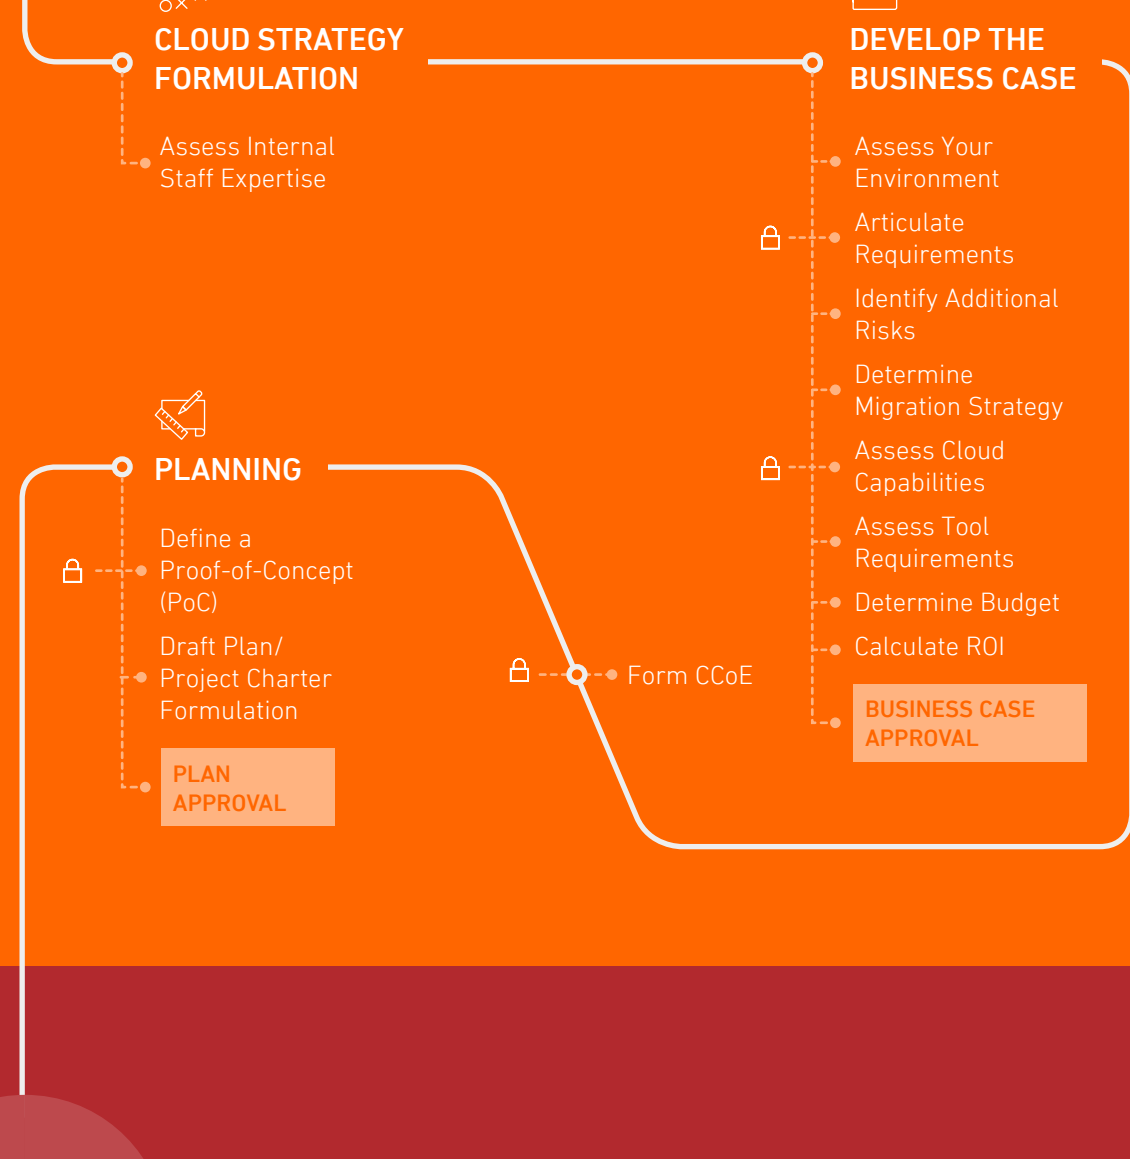 CLOUD STRATEGY
FORMULATION
Assess Internal
Staff Expertise
DEVELOP THE
BUSINESS CASE
Assess Your
Environment
Articulate
Requirements
Identify Additional
Risks
Determine
Migration Strategy
Assess Cloud
Capabilities
Assess Tool
Requirements
Determine Budget
Calculate ROI
BUSINESS CASE
APPROVAL
Form CCoE
PLANNING
Define a
Proof-of-Concept
(PoC)
Draft Plan/
Project Charter
Formulation
PLAN
APPROVAL